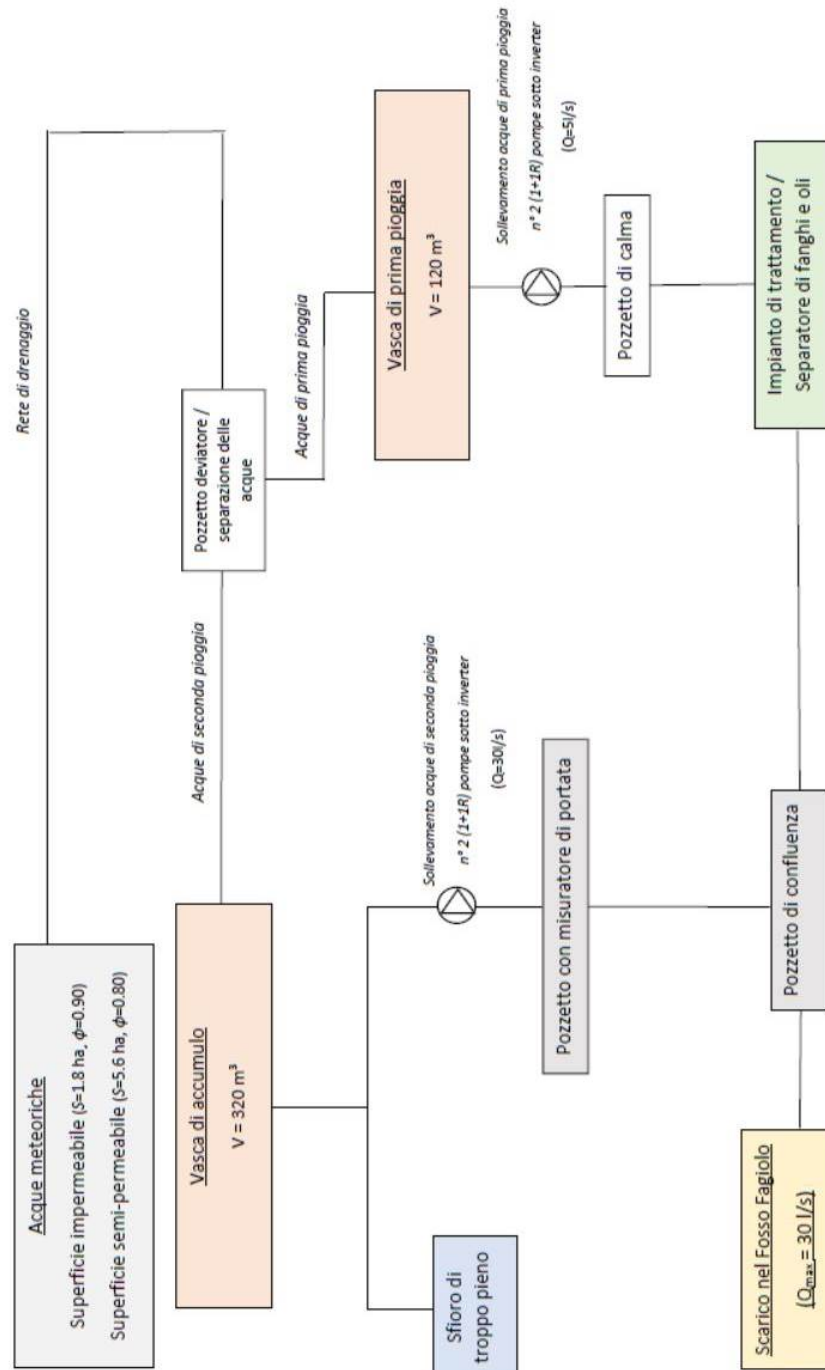 Acque meteoriche
Superficie impermeabile (S=1.8 ha, ϕ=0.90)
Superficie semi-permeabile (S=5.6 ha, ϕ=0.80)
Rete di drenaggio
Vasca di accumulo
V = 320 m³
Acque di seconda pioggia
Pozzetto deviatore /
separazione delle
acque
Acque di prima pioggia
Vasca di prima pioggia
V = 120 m³
Sollevamento acque di seconda pioggia
n° 2 (1+1R) pompe sotto inverter
(Q=30l/s)
Sollevamento acque di prima pioggia
n° 2 (1+1R) pompe sotto inverter
(Q=5l/s)
Sfioro di
troppo pieno
Pozzetto con misuratore di portata
Pozzetto di calma
Scarico nel Fosso Fagiolo
(Qmax = 30 l/s)
Pozzetto di confluenza
Impianto di trattamento /
Separatore di fanghi e oli